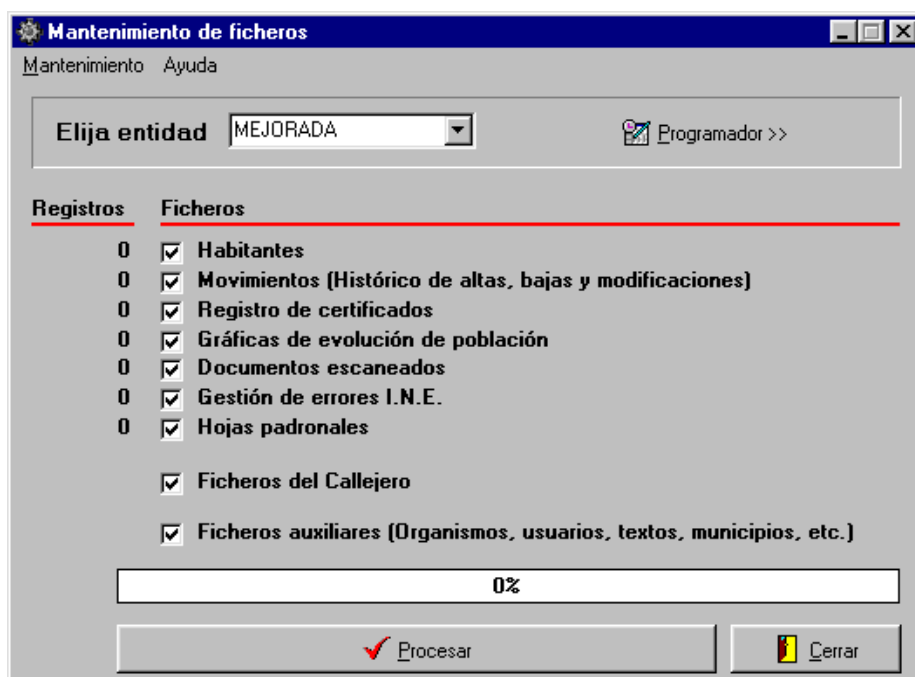 Mantenimiento de ficheros
Mantenimiento Ayuda
Elija entidad MEJORADA Programador >>
Registros Ficheros
0 Habitantes
0 Movimientos (Histórico de altas, bajas y modificaciones)
0 Registro de certificados
0 Gráficas de evolución de población
0 Documentos escaneados
0 Gestión de errores I.N.E.
0 Hojas padronales
Ficheros del Callejero
Ficheros auxiliares (Organismos, usuarios, textos, municipios, etc.)
0%
Procesar Cerrar